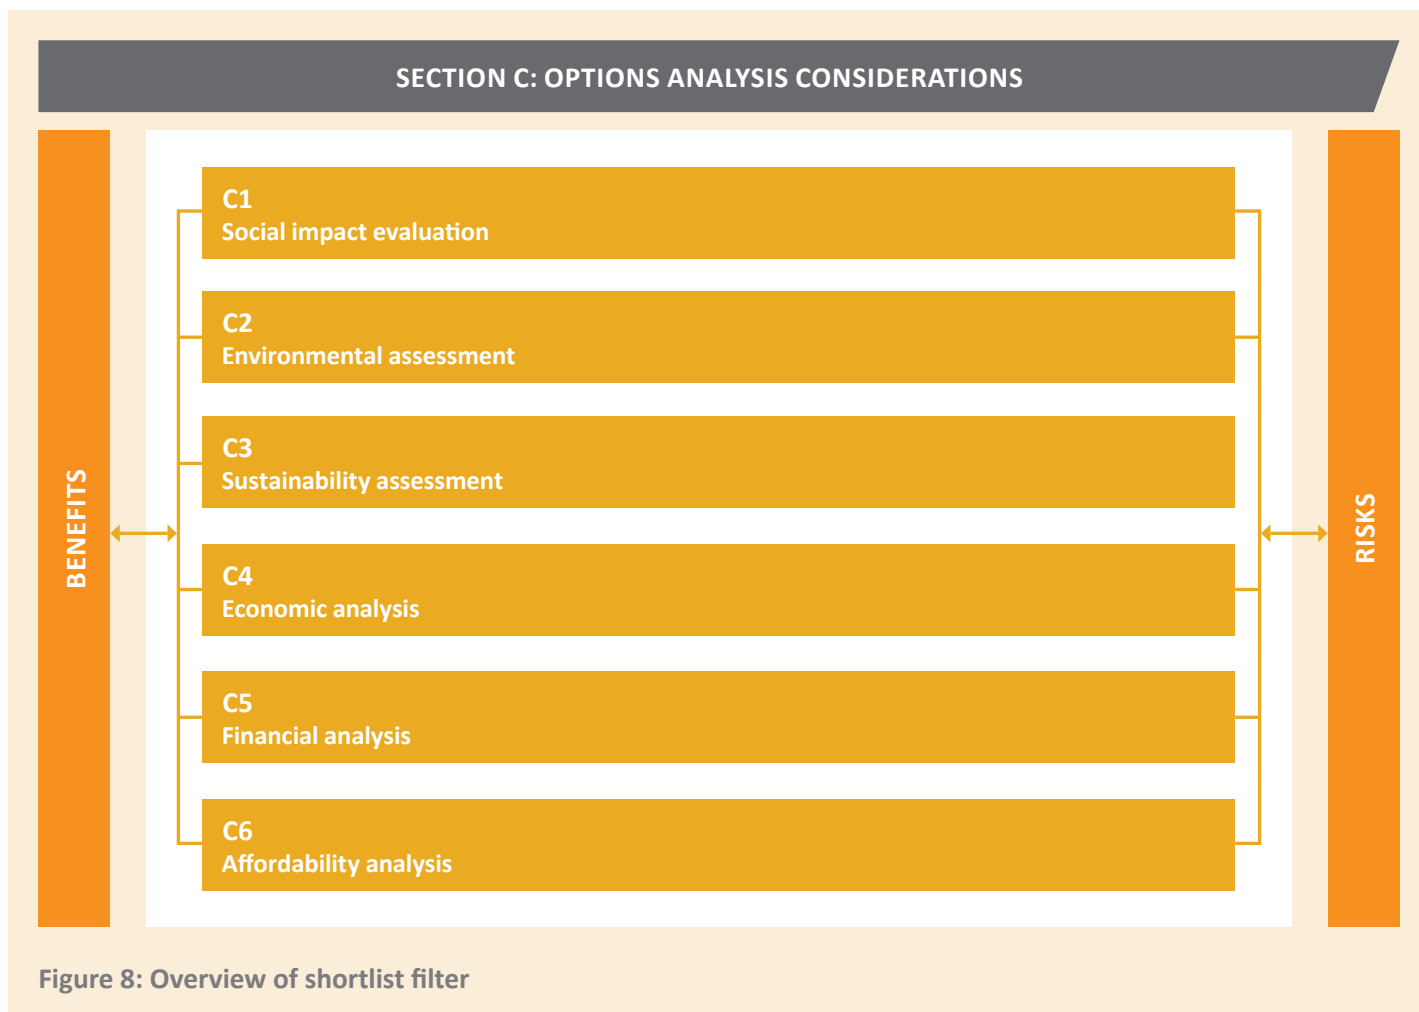 SECTION C: OPTIONS ANALYSIS CONSIDERATIONS
BENEFITS
C1
Social impact evaluation
C2
Environmental assessment
C3
Sustainability assessment
C4
Economic analysis
C5
Financial analysis
C6
Affordability analysis
RISKS
Figure 8: Overview of shortlist filter